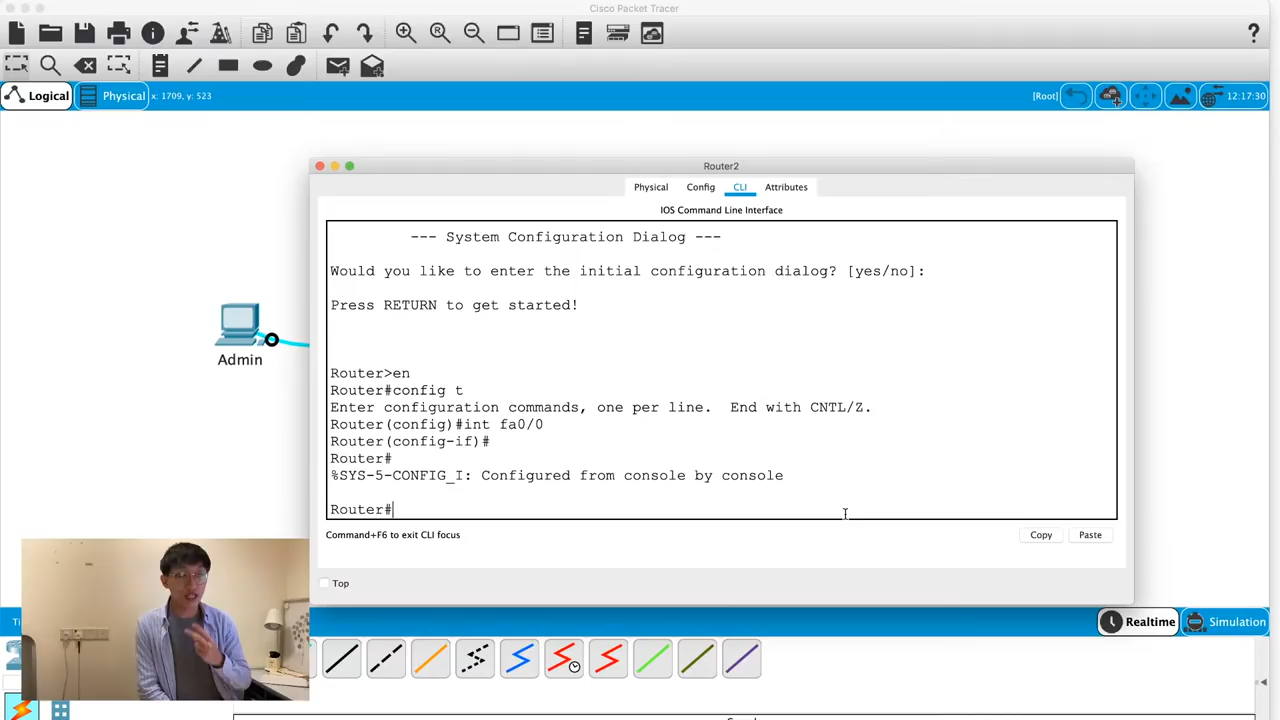 Cisco Packet Tracer
?
Logical
Physical
x: 1709, y: 523
[Root]
12:17:30
Router2
Physical
Config
CLI
Attributes
IOS Command Line Interface
--- System Configuration Dialog ---
Would you like to enter the initial configuration dialog? [yes/no]:
Press RETURN to get started!
Router>en
Router#config t
Enter configuration commands, one per line.  End with CNTL/Z.
Router(config)#int fa0/0
Router(config-if)#
Router#
%SYS-5-CONFIG_I: Configured from console by console
Router#
Command+F6 to exit CLI focus
Copy
Paste
Top
Admin
Realtime
Simulation